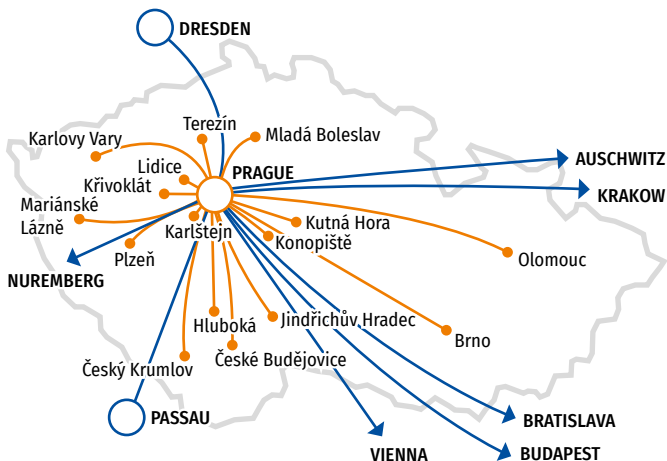 DRESDEN
Terezín
Mladá Boleslav
Karlovy Vary
Lidice
PRAGUE
AUSCHWITZ
Křivoklát
KRAKOW
Mariánské
Lázně
Karlštejn
Kutná Hora
Konopiště
Plzeň
Olomouc
NUREMBERG
Hluboká
Jindřichův Hradec
Brno
České Budějovice
Český Krumlov
PASSAU
BRATISLAVA
VIENNA
BUDAPEST